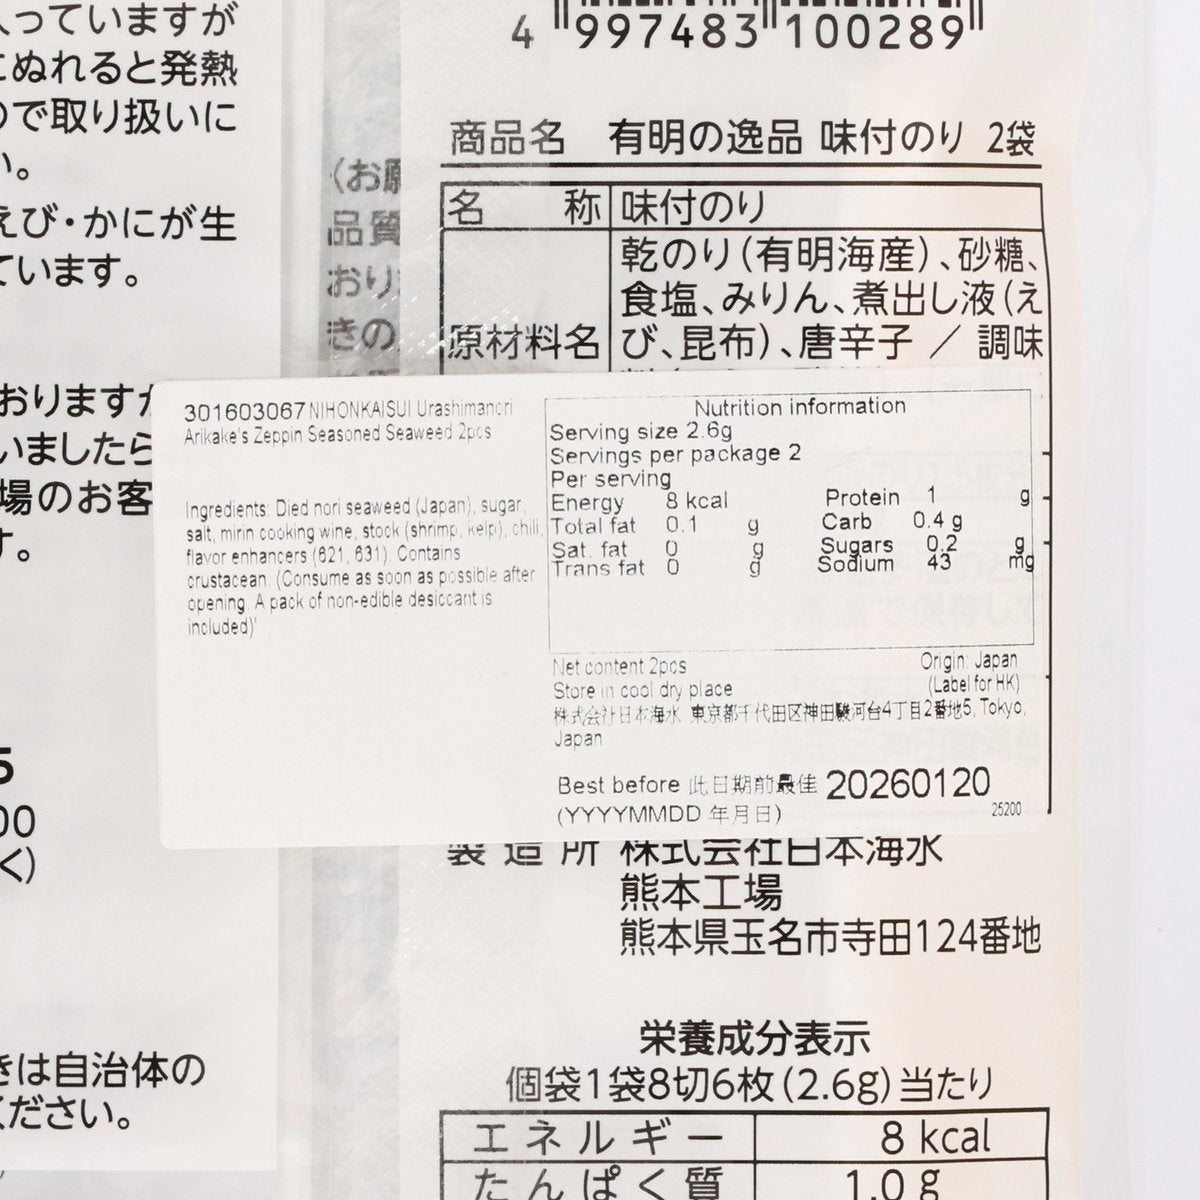 入っていますが
にぬれると発熱
ので取り扱いに
い。
えび・かにが生
ています。
おりますか
いましたら
場のお客
す。
5
00
く)
きは自治体の
ください。
〈お願
品質
おり
きの
4 997483 100289
商品名 有明の逸品 味付のり 2袋
名 称 味付のり
原材料名 乾のり(有明海産)、砂糖、
食塩、みりん、煮出し液(え
び、昆布)、唐辛子 / 調味
301603067 NIHONKAISUI Urashimanori
Arikake's Zeppin Seasoned Seaweed 2pcs
Ingredients: Died nori seaweed (Japan), sugar,
salt, mirin cooking wine, stock (shrimp, kelp), chili,
flavor enhancers (621, 631). Contains
crustacean. (Consume as soon as possible after
opening. A pack of non-edible desiccant is
included)'
Nutrition information
Serving size 2.6g
Servings per package 2
Per serving
Energy 8 kcal Protein 1 g
Total fat 0.1 g Carb 0.4 g
Sat. fat 0 g Sugars 0.2 g
Trans fat 0 g Sodium 43 mg
Net content 2pcs Origin: Japan
Store in cool dry place (Label for HK)
株式会社日本海水 東京都千代田区神田駿河台4丁目2番地5, Tokyo,
Japan
Best before 此日期前最佳 20260120
(YYYYMMDD 年月日) 25200
製造所 株式会社日本海水
熊本工場
熊本県玉名市寺田124番地
栄養成分表示
個袋1袋8切6枚(2.6g)当たり
エネルギー 8 kcal
たんぱく質 1.0 g